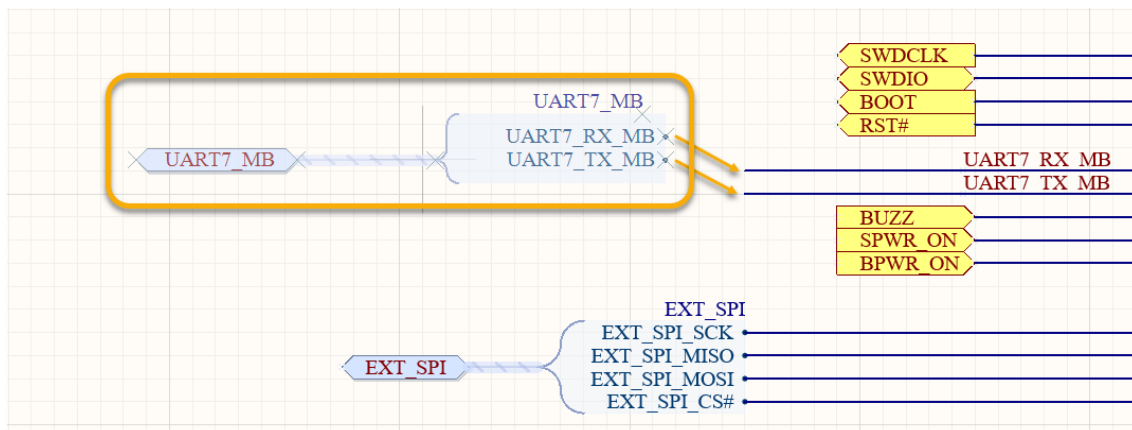 UART7_MB
UART7_RX_MB
UART7_MB
UART7_TX_MB
SWDCLK
SWDIO
BOOT
RST#
UART7_RX_MB
UART7_TX_MB
BUZZ
SPWR_ON
BPWR_ON
EXT_SPI
EXT_SPI_SCK
EXT_SPI_MISO
EXT_SPI
EXT_SPI_MOSI
EXT_SPI_CS#